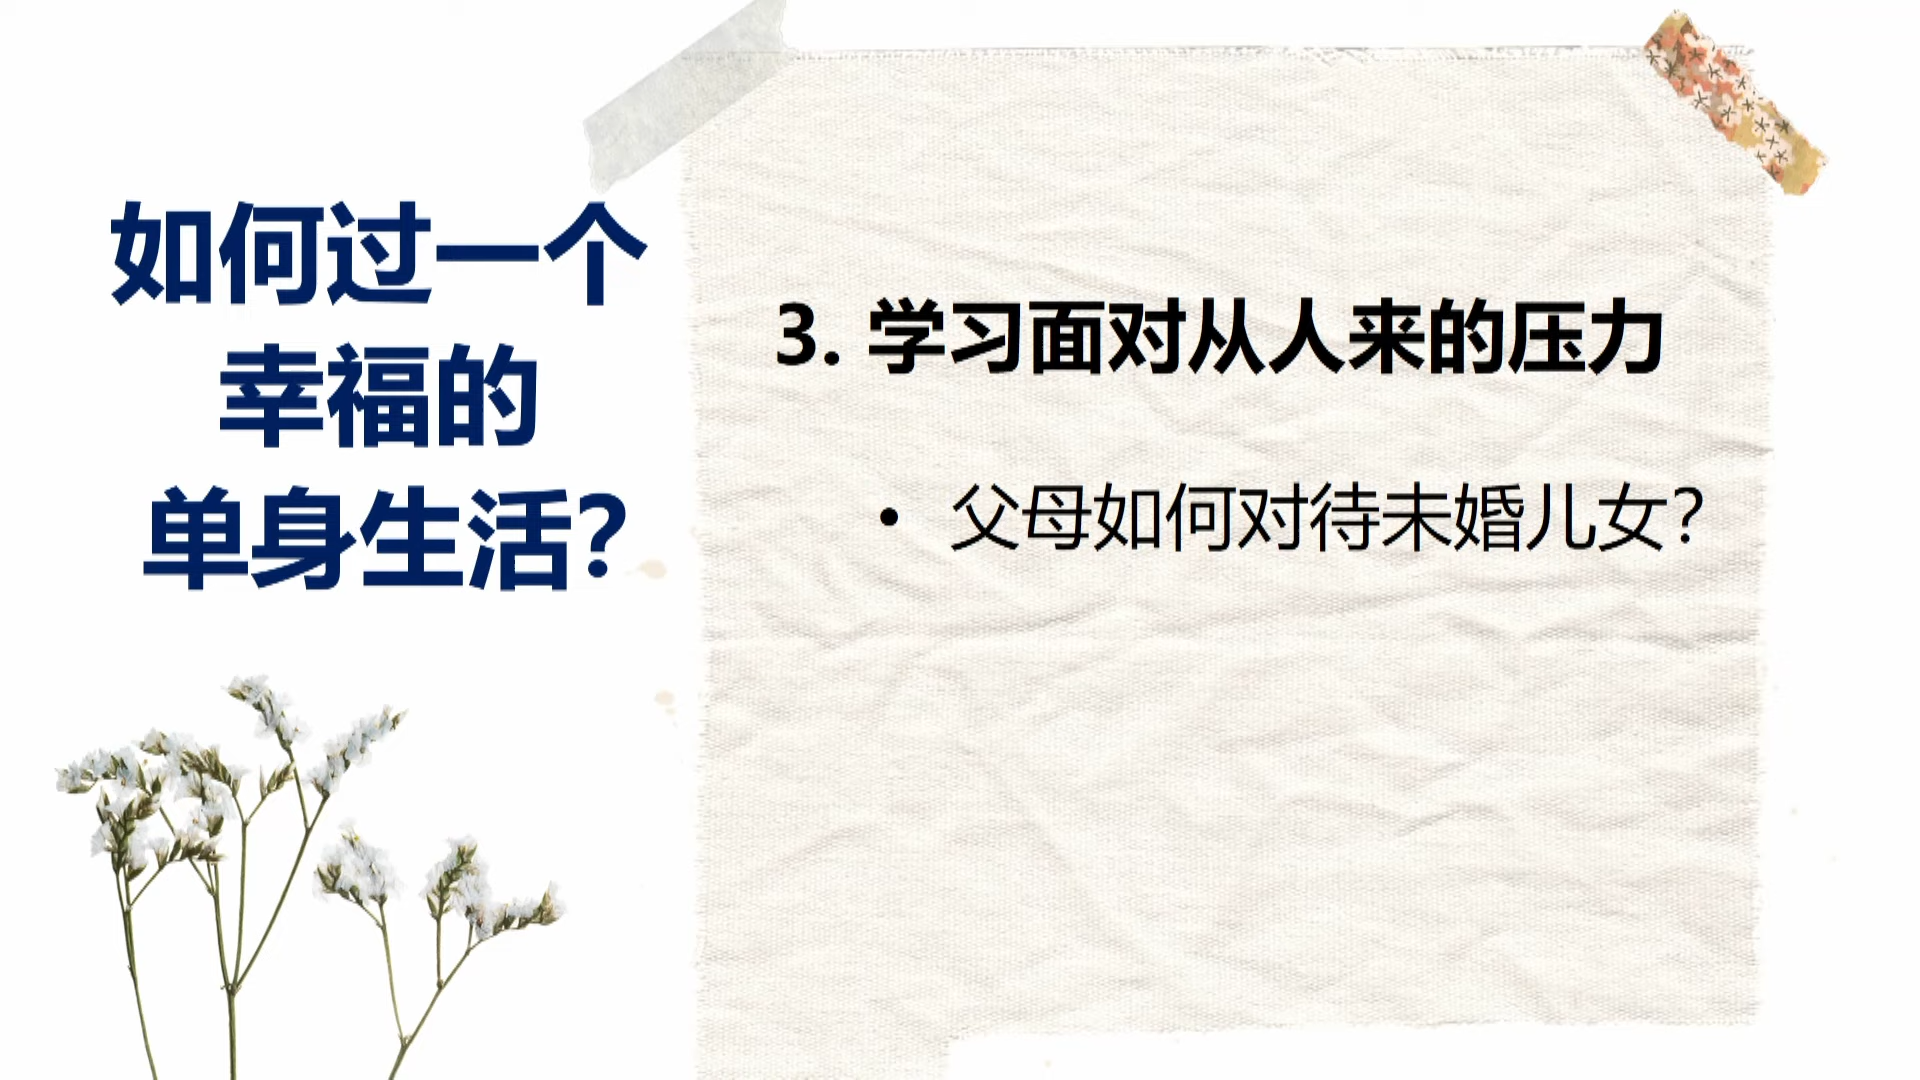 如何过一个
幸福的
单身生活？
3. 学习面对从人来的压力
• 父母如何对待未婚儿女？